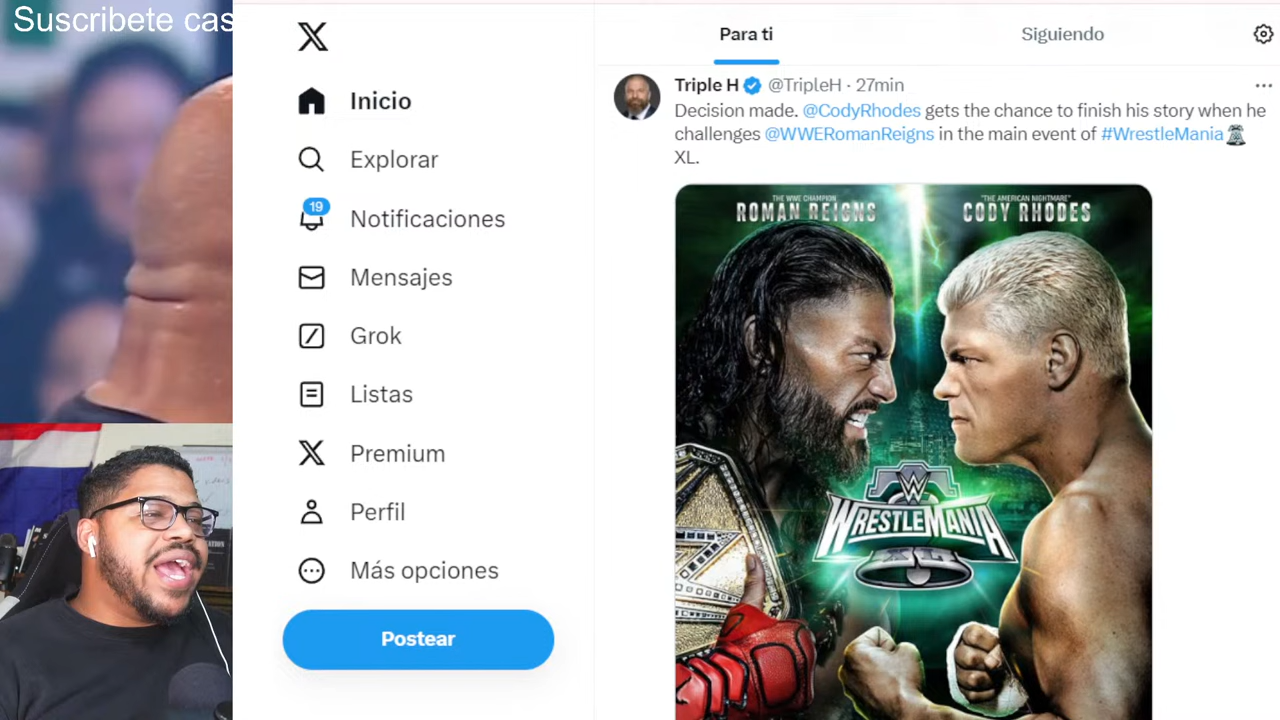 Suscribete cas
X
Inicio
Explorar
19
Notificaciones
Mensajes
Grok
Listas
Premium
Perfil
Más opciones
Postear
Para ti
Siguiendo
Triple H @TripleH · 27min
Decision made. @CodyRhodes gets the chance to finish his story when he
challenges @WWERomanReigns in the main event of #WrestleMania
XL.
THE WWE CHAMPION
ROMAN REIGNS
"THE AMERICAN NIGHTMARE"
CODY RHODES
W
WRESTLEMANIA
XL